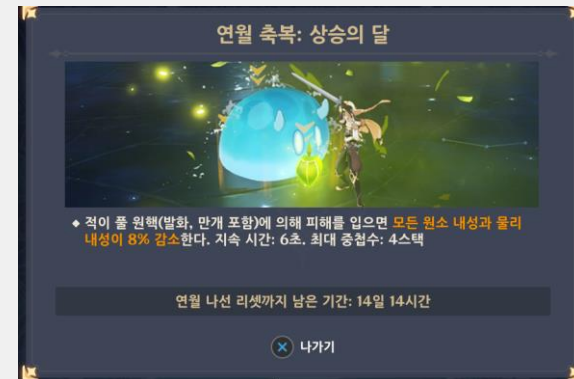 연월 축복: 상승의 달
◆ 적이 풀 원핵(발화, 만개 포함)에 의해 피해를 입으면 모든 원소 내성과 물리
내성이 8% 감소한다. 지속 시간: 6초. 최대 중첩수: 4스택
연월 나선 리셋까지 남은 기간: 14일 14시간
나가기